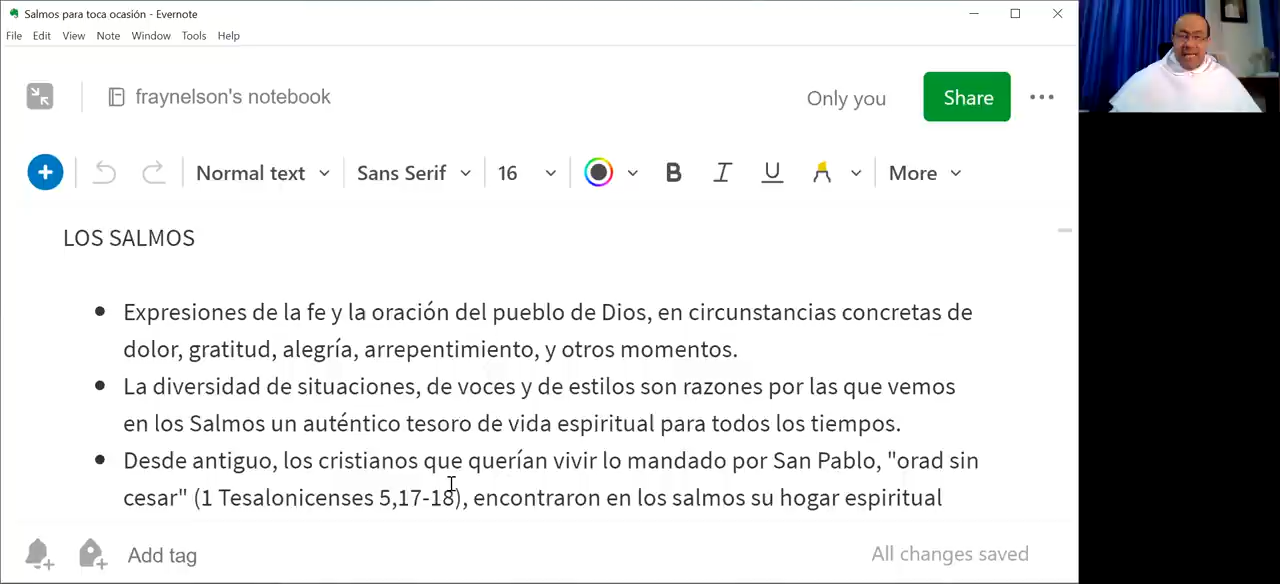 Salmos para toca ocasión - Evernote
File Edit View Note Window Tools Help
fraynelson's notebook
Only you
Share
Normal text
Sans Serif
16
B I U
More
LOS SALMOS
Expresiones de la fe y la oración del pueblo de Dios, en circunstancias concretas de
dolor, gratitud, alegría, arrepentimiento, y otros momentos.
La diversidad de situaciones, de voces y de estilos son razones por las que vemos
en los Salmos un auténtico tesoro de vida espiritual para todos los tiempos.
Desde antiguo, los cristianos que querían vivir lo mandado por San Pablo, "orad sin
cesar" (1 Tesalonicenses 5,17-18), encontraron en los salmos su hogar espiritual
Add tag
All changes saved